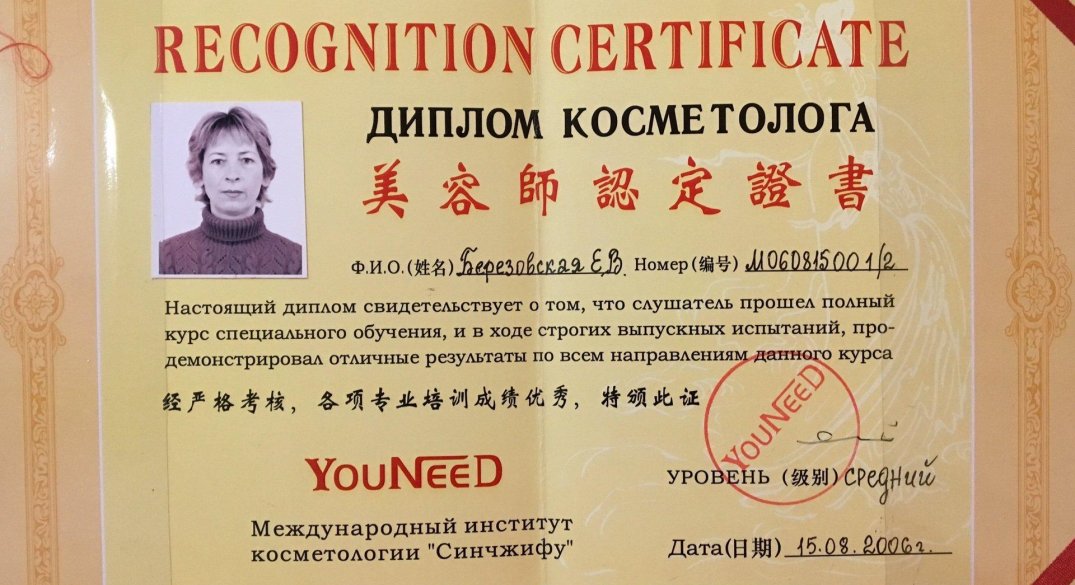 RECOGNITION CERTIFICATE
ДИПЛОМ КОСМЕТОЛОГА
美容師認定證書
Ф.И.О.(姓名) Березовская Е.В. Номер(编号) М060815001/2
Настоящий диплом свидетельствует о том, что слушатель прошел полный
курс специального обучения, и в ходе строгих выпускных испытаний, про-
демонстрировал отличные результаты по всем направлениям данного курса
经严格考核，各项专业培训成绩优秀，特颁此证
YOUNEED
YOUNEED
УРОВЕНЬ (级别) СРЕДНИЙ
Международный институт
косметологии "Синчжифу"
Дата(日期) 15.08.2006г.